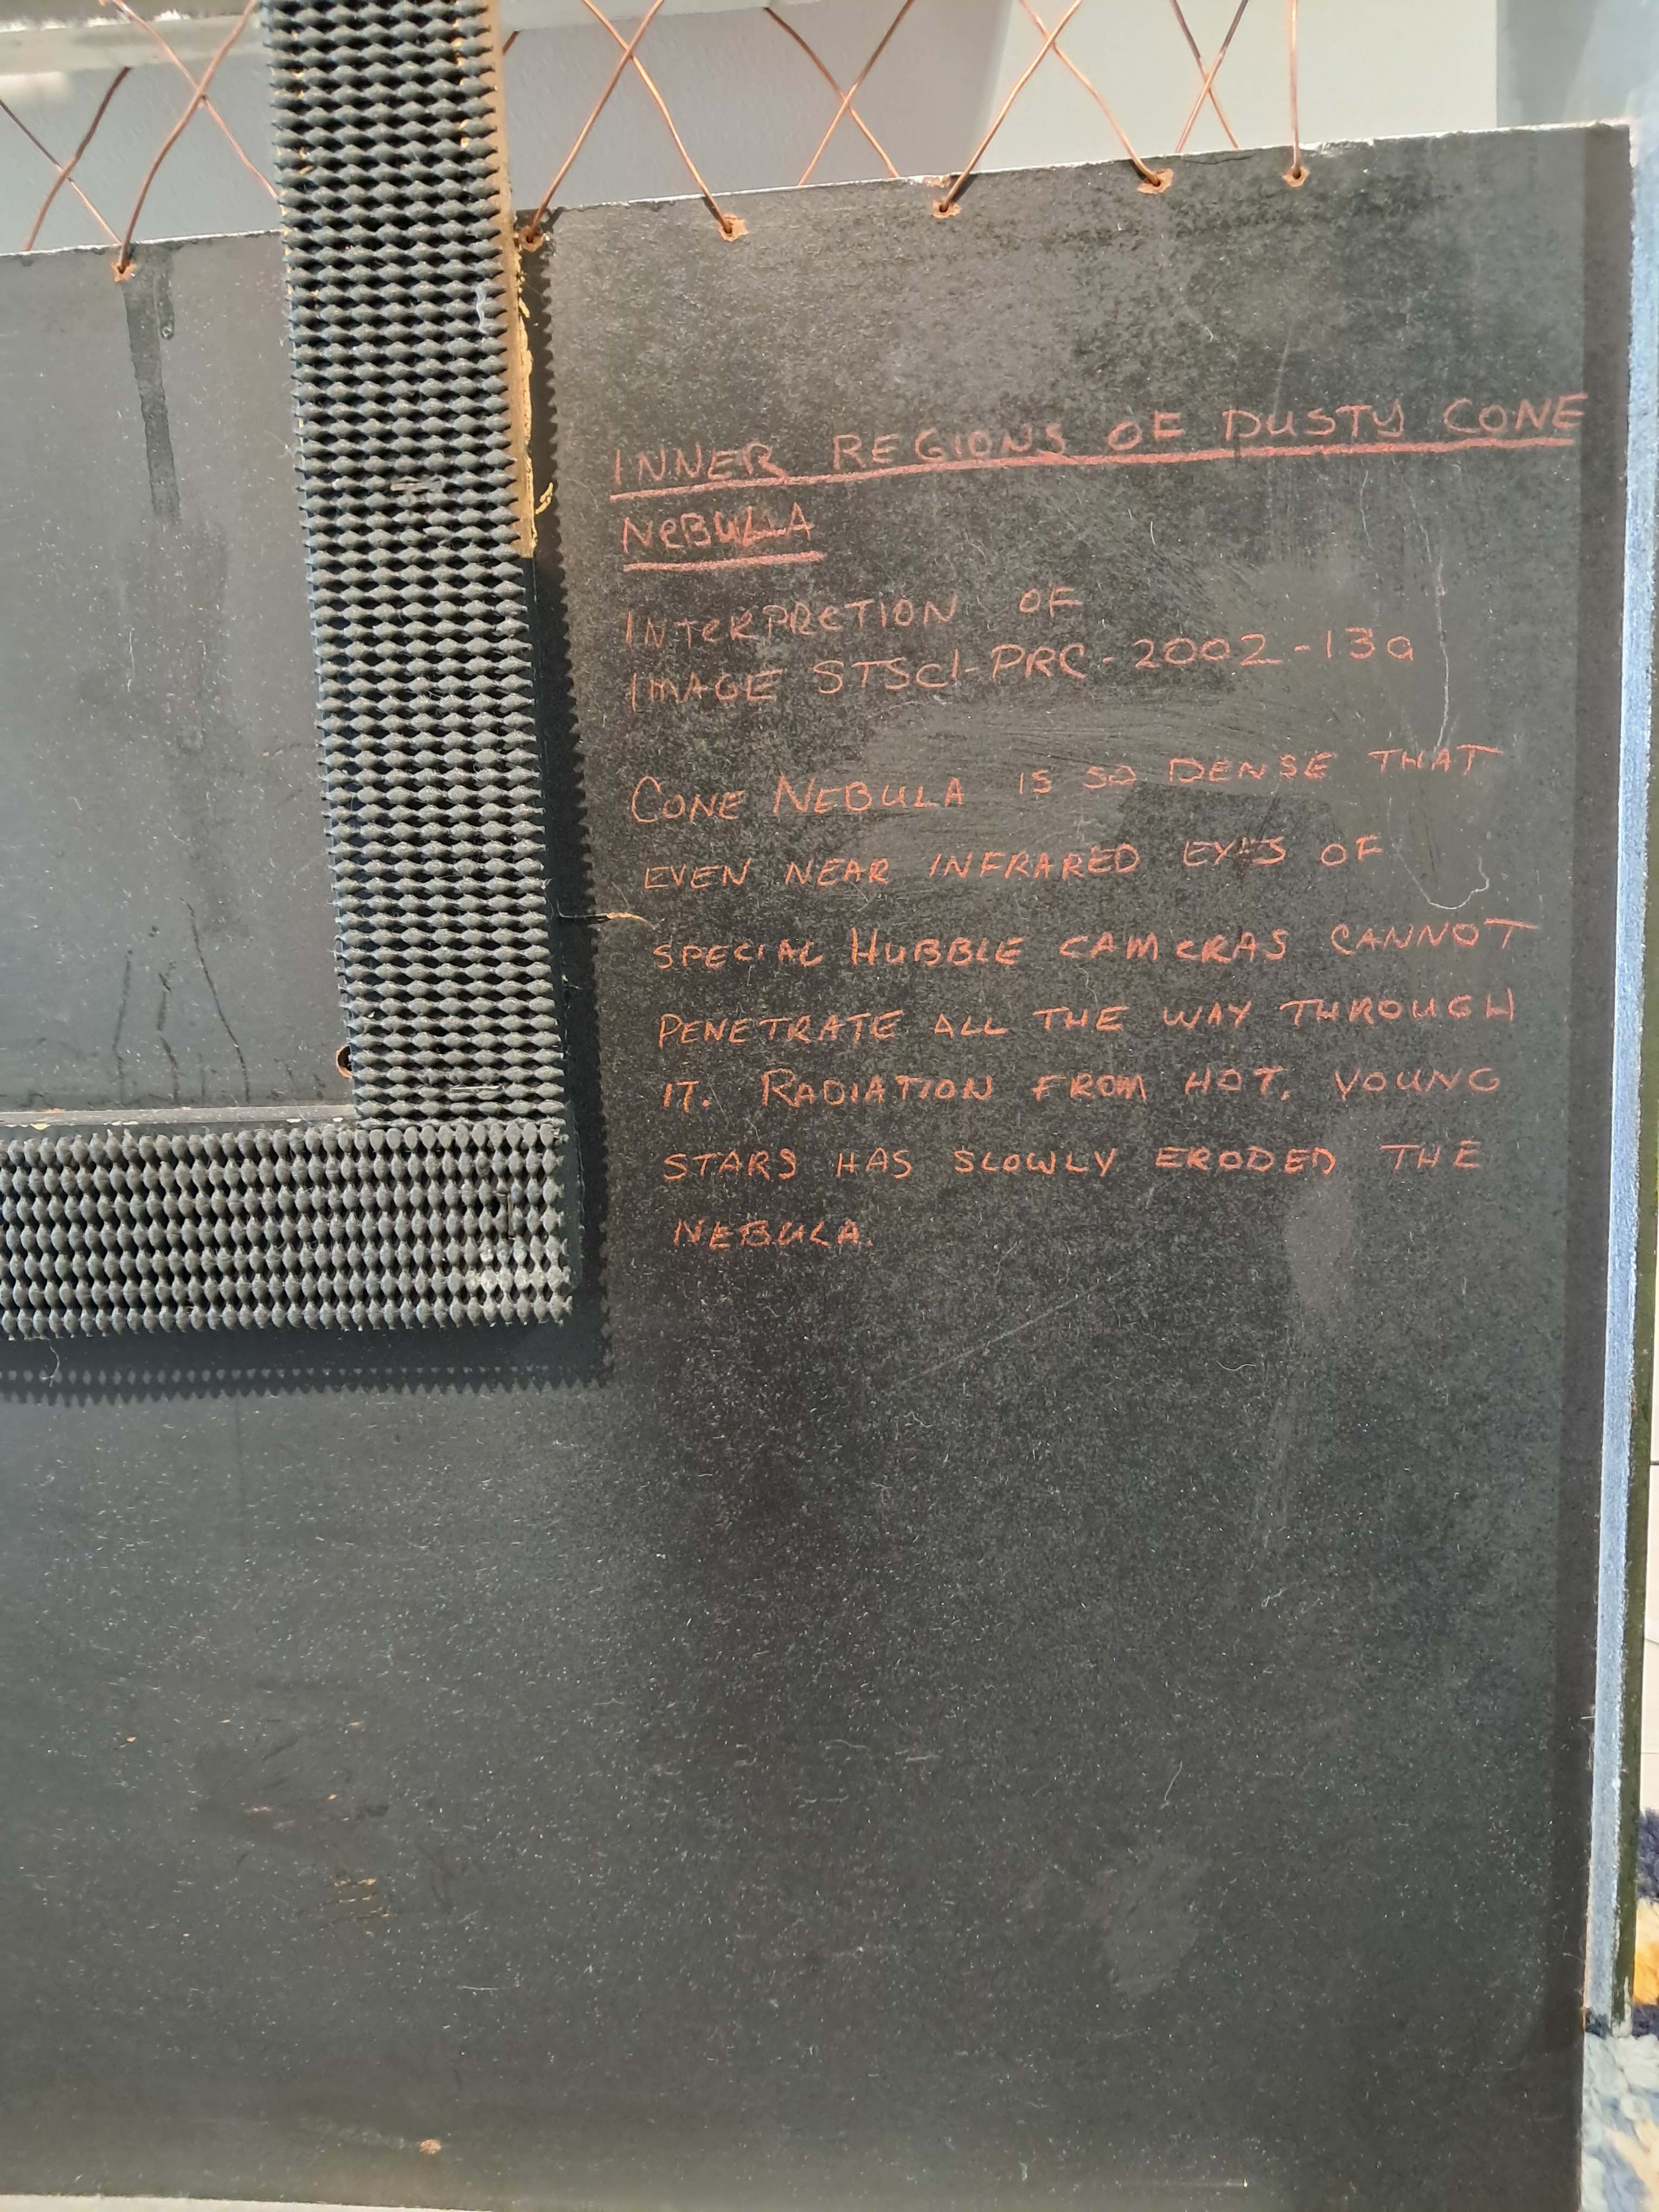 INNER REGIONS OF DUSTY CONE
NEBULA
INTERPRETION OF
IMAGE STScI-PRC-2002-13a
CONE NEBULA IS SO DENSE THAT
EVEN NEAR INFRARED EYES OF
SPECIAL HUBBLE CAMERAS CANNOT
PENETRATE ALL THE WAY THROUGH
IT. RADIATION FROM HOT, YOUNG
STARS HAS SLOWLY ERODED THE
NEBULA.